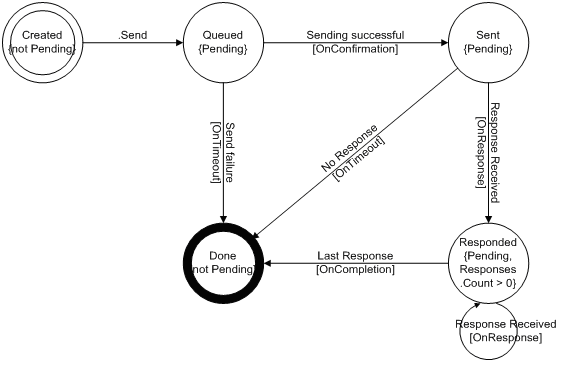 Created
{not Pending}
.Send
Queued
{Pending}
Sending successful
[OnConfirmation]
Sent
{Pending}
Send failure
[OnTimeout]
No Response
[OnTimeout]
Response Received
[OnResponse]
Done
{not Pending}
Last Response
[OnCompletion]
Responded
{Pending,
Responses
.Count > 0}
Response Received
[OnResponse]